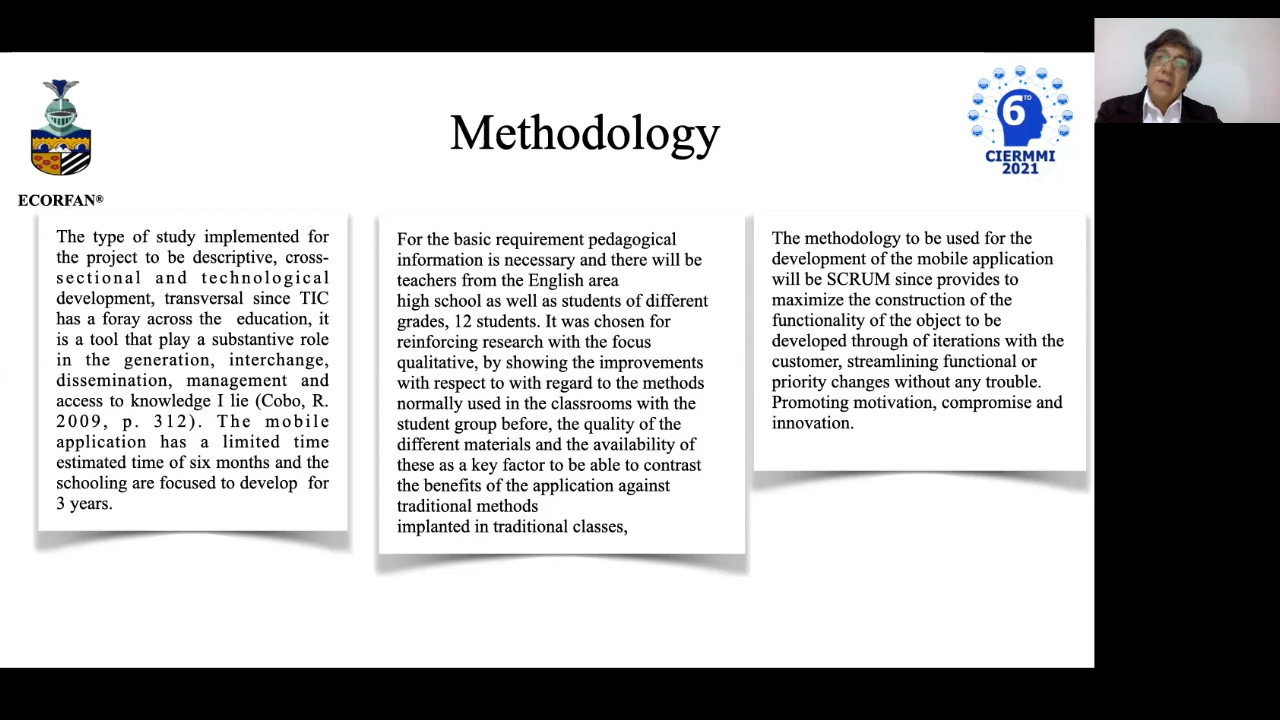 Methodology
6TO
CIERMMI
2021
ECORFAN®
The type of study implemented for
the project to be descriptive, cross-
sectional and technological
development, transversal since TIC
has a foray across the education, it
is a tool that play a substantive role
in the generation, interchange,
dissemination, management and
access to knowledge I lie (Cobo, R.
2009, p. 312). The mobile
application has a limited time
estimated time of six months and the
schooling are focused to develop for
3 years.
For the basic requirement pedagogical
information is necessary and there will be
teachers from the English area
high school as well as students of different
grades, 12 students. It was chosen for
reinforcing research with the focus
qualitative, by showing the improvements
with respect to with regard to the methods
normally used in the classrooms with the
student group before, the quality of the
different materials and the availability of
these as a key factor to be able to contrast
the benefits of the application against
traditional methods
implanted in traditional classes,
The methodology to be used for the
development of the mobile application
will be SCRUM since provides to
maximize the construction of the
functionality of the object to be
developed through of iterations with the
customer, streamlining functional or
priority changes without any trouble.
Promoting motivation, compromise and
innovation.